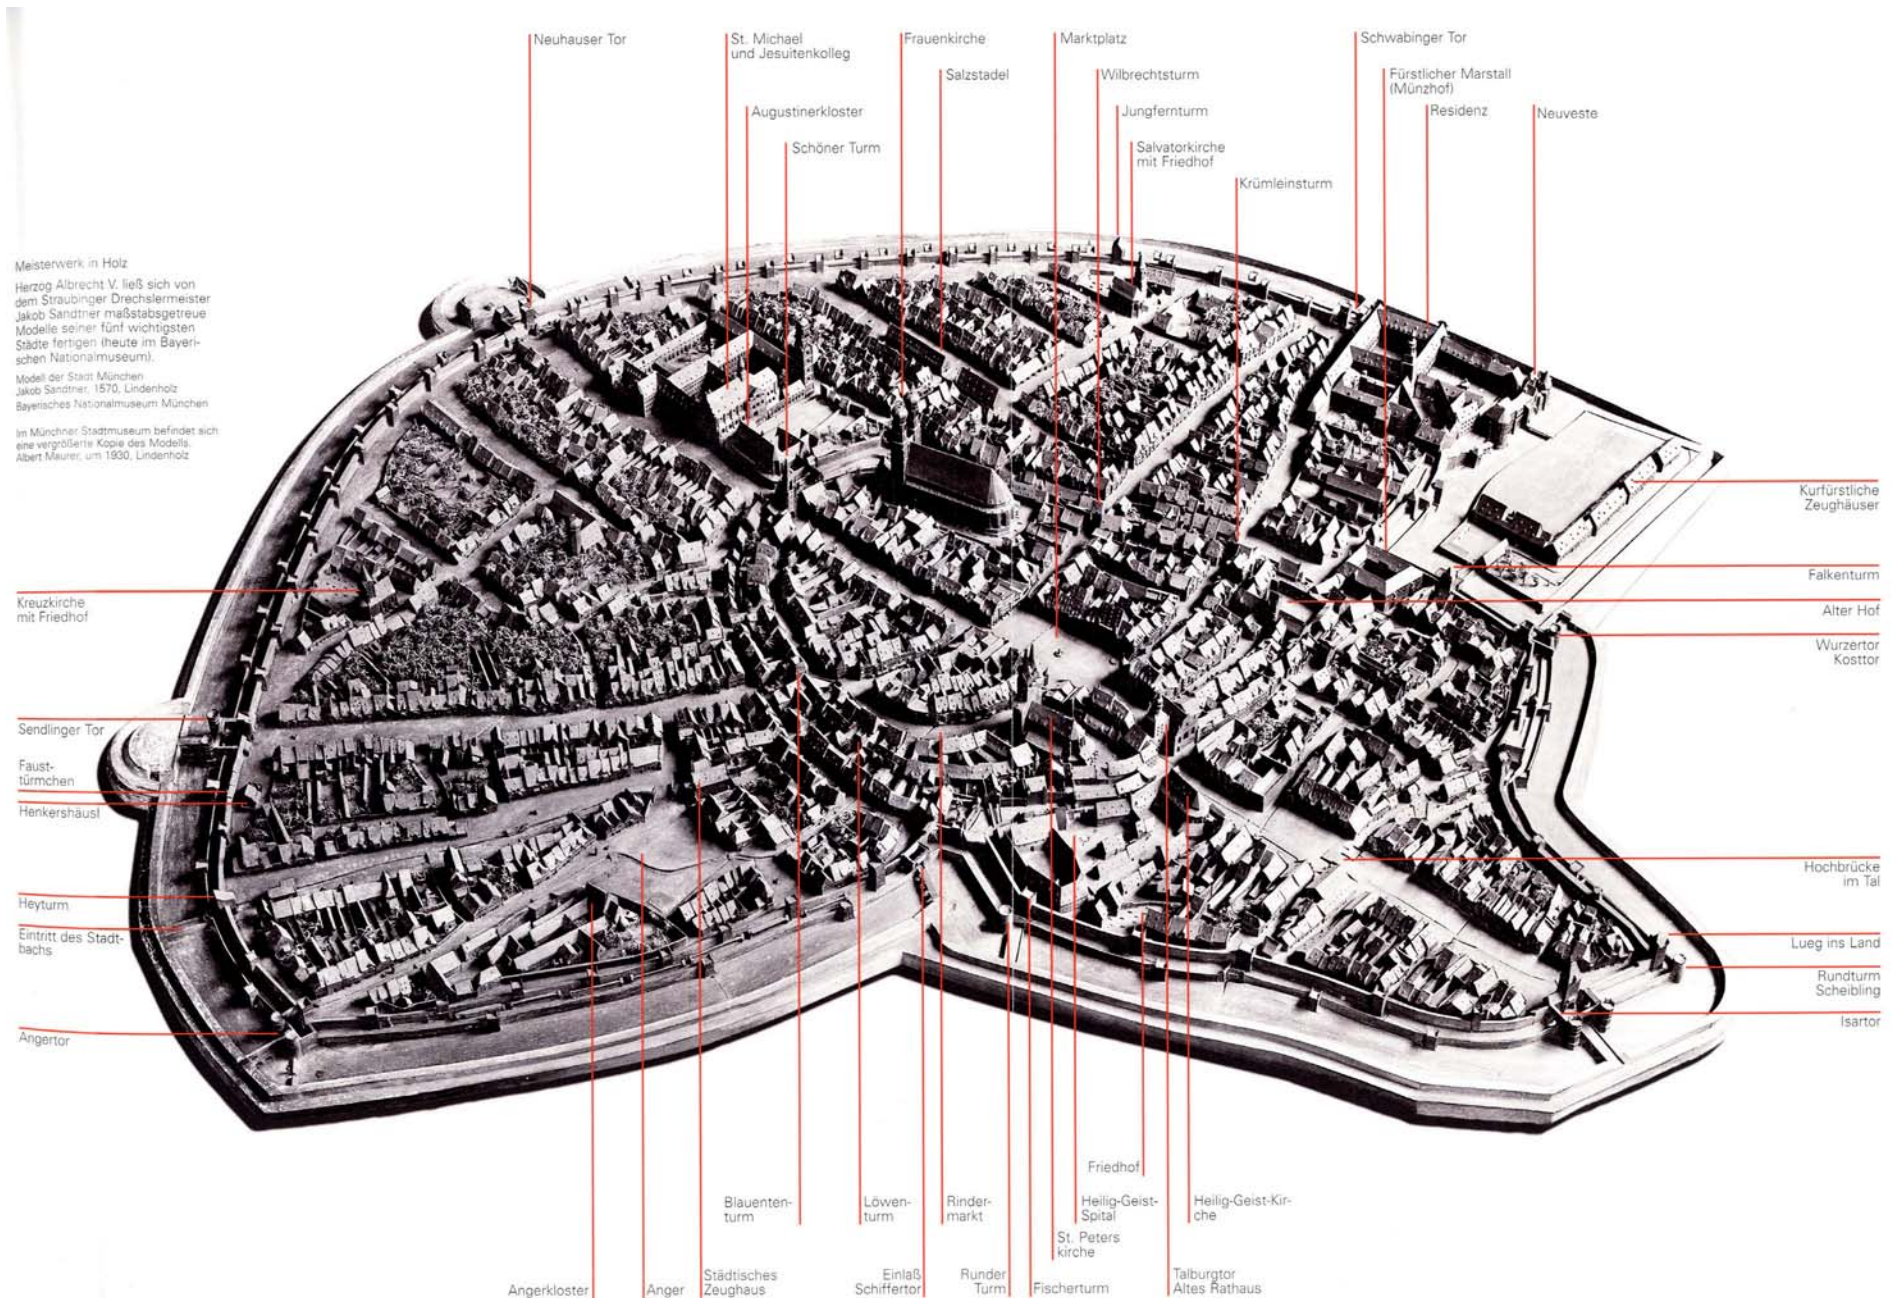 Neuhauser Tor
St. Michael
und Jesuitenkolleg
Frauenkirche
Marktplatz
Schwabinger Tor
Salzstadel
Wilbrechtsturm
Fürstlicher Marstall
(Münzhof)
Augustinerkloster
Jungfernturm
Residenz
Neuveste
Schöner Turm
Salvatorkirche
mit Friedhof
Krümleinsturm
Meisterwerk in Holz
Herzog Albrecht V. ließ sich von
dem Straubinger Drechslermeister
Jakob Sandtner maßstabsgetreue
Modelle seiner fünf wichtigsten
Städte fertigen (heute im Bayeri-
schen Nationalmuseum).
Modell der Stadt München
Jakob Sandtner, 1570, Lindenholz
Bayerisches Nationalmuseum München
Im Münchner Stadtmuseum befindet sich
eine vergrößerte Kopie des Modells.
Albert Maurer, um 1930, Lindenholz
Kreuzkirche
mit Friedhof
Sendlinger Tor
Faust-
türmchen
Henkershäusl
Heyturm
Eintritt des Stadt-
bachs
Angertor
Kurfürstliche
Zeughäuser
Falkenturm
Alter Hof
Wurzertor
Kosttor
Hochbrücke
im Tal
Lueg ins Land
Rundturm
Scheibling
Isartor
Friedhof
Blauenten-
turm
Löwen-
turm
Rinder-
markt
Heilig-Geist-
Spital
Heilig-Geist-Kir-
che
St. Peters
kirche
Angerkloster
Anger
Städtisches
Zeughaus
Einlaß
Schiffertor
Runder
Turm
Fischerturm
Talburgtor
Altes Rathaus